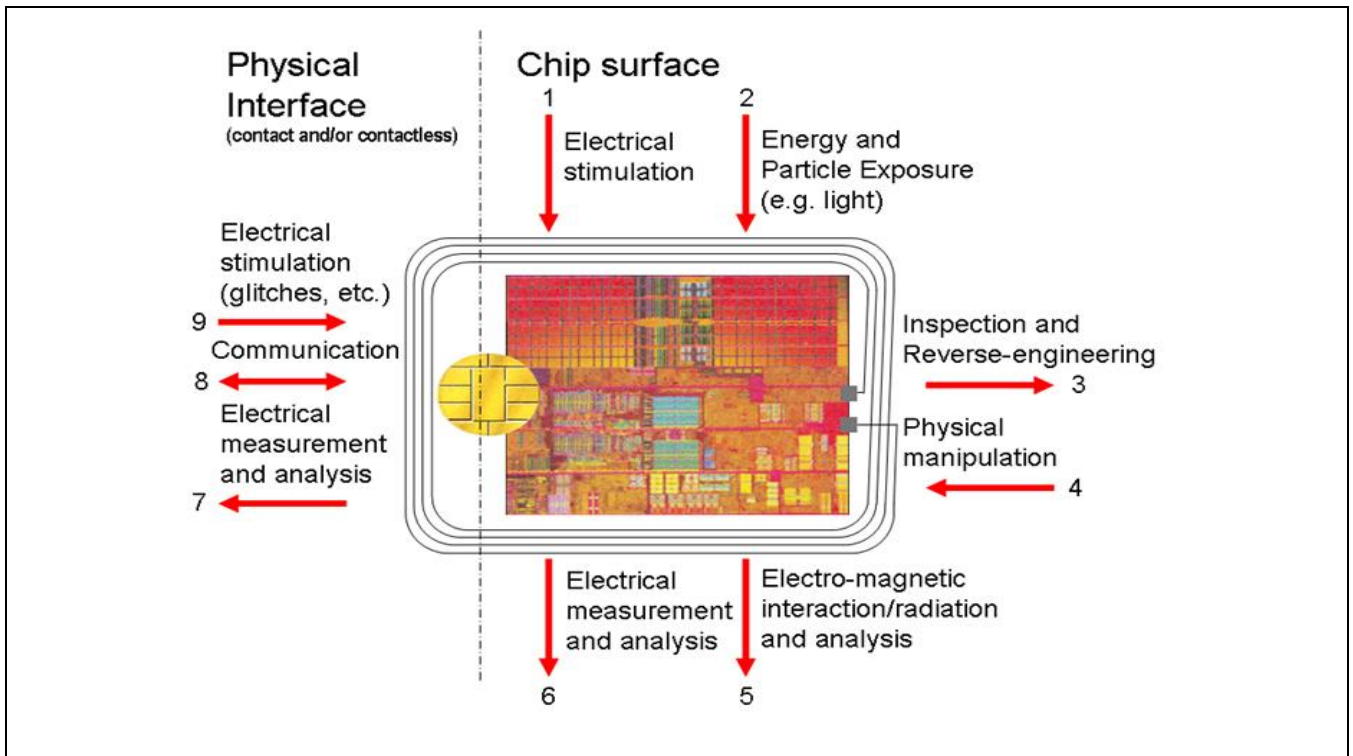 Physical
Interface
(contact and/or contactless)
Chip surface
1
Electrical
stimulation
2
Energy and
Particle Exposure
(e.g. light)
Electrical
stimulation
(glitches, etc.)
9
Communication
8
Electrical
measurement
and analysis
7
Inspection and
Reverse-engineering
3
Physical
manipulation
4
Electrical
measurement
and analysis
6
Electro-magnetic
interaction/radiation
and analysis
5